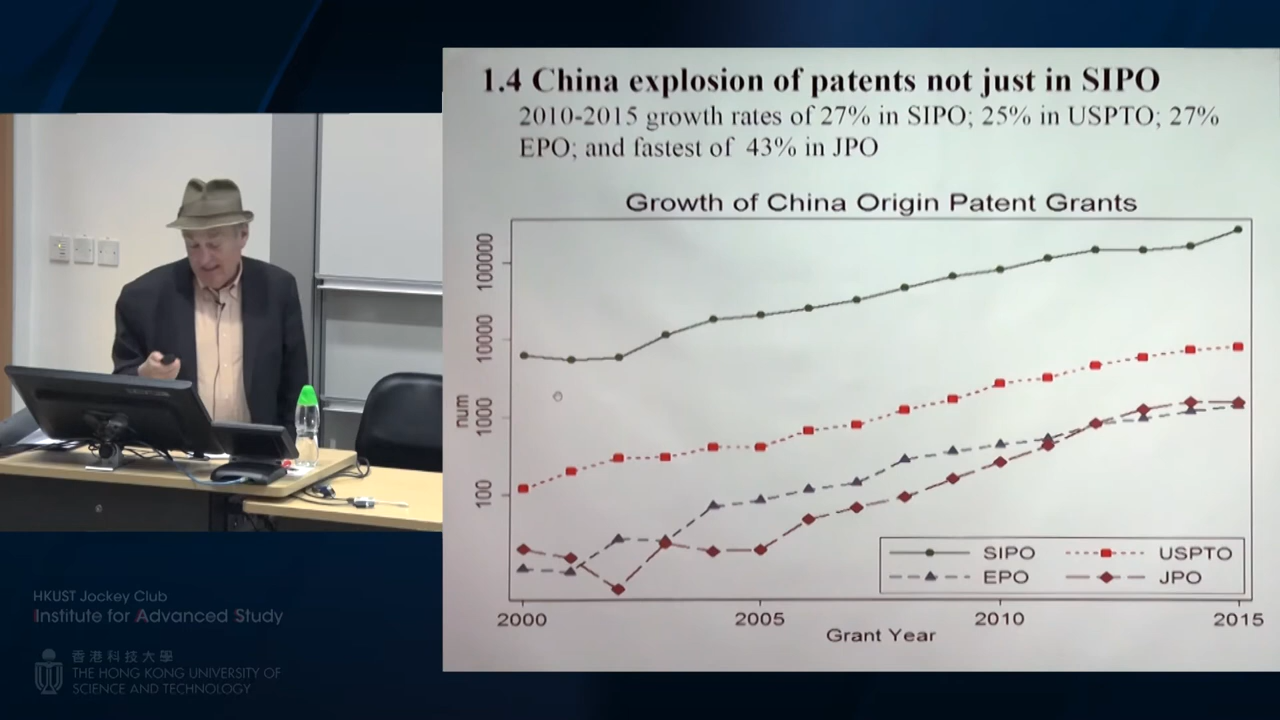 1.4 China explosion of patents not just in SIPO
2010-2015 growth rates of 27% in SIPO; 25% in USPTO; 27%
EPO; and fastest of 43% in JPO
Growth of China Origin Patent Grants
num
100000
10000
1000
100
SIPO
USPTO
EPO
JPO
2000
2005
2010
2015
Grant Year
HKUST Jockey Club
Institute for Advanced Study
香港科技大學
THE HONG KONG UNIVERSITY OF
SCIENCE AND TECHNOLOGY